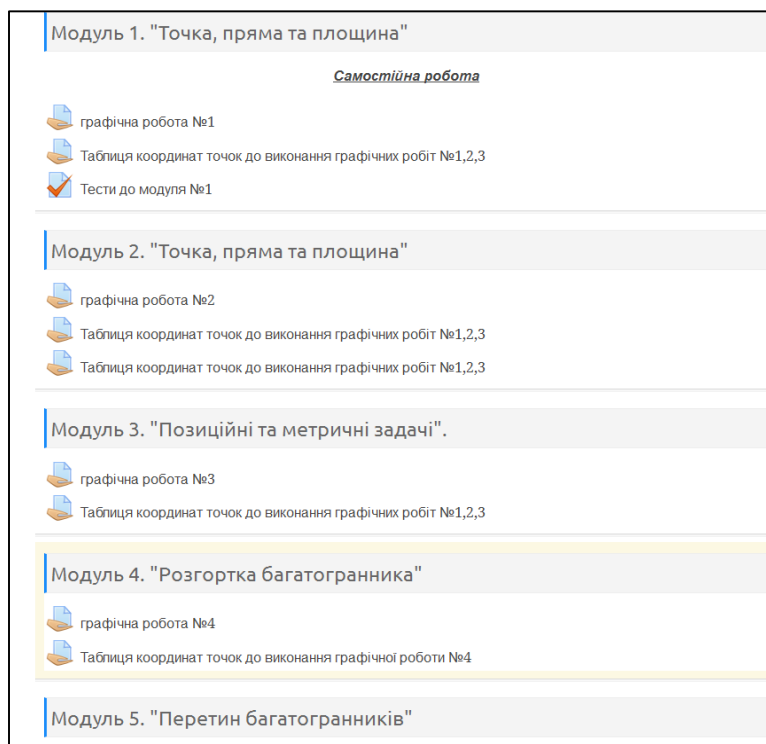 Модуль 1. "Точка, пряма та площина"
Самостійна робота
графічна робота №1
Таблиця координат точок до виконання графічних робіт №1,2,3
Тести до модуля №1
Модуль 2. "Точка, пряма та площина"
графічна робота №2
Таблиця координат точок до виконання графічних робіт №1,2,3
Таблиця координат точок до виконання графічних робіт №1,2,3
Модуль 3. "Позиційні та метричні задачі".
графічна робота №3
Таблиця координат точок до виконання графічних робіт №1,2,3
Модуль 4. "Розгортка багатогранника"
графічна робота №4
Таблиця координат точок до виконання графічної роботи №4
Модуль 5. "Перетин багатогранників"